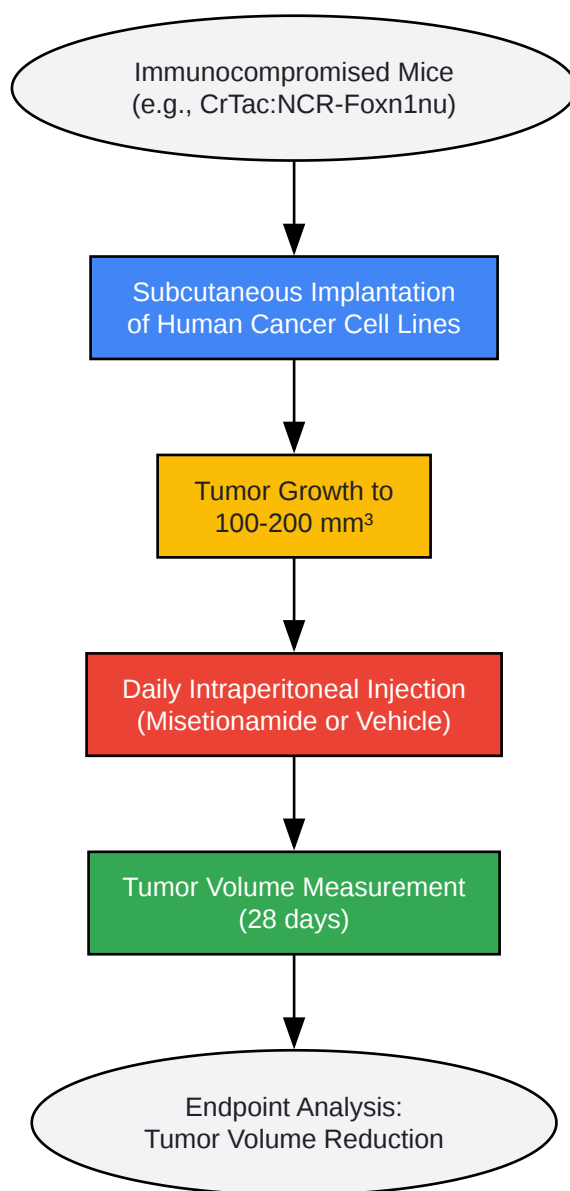 Immunocompromised Mice
(e.g., CrTac:NCR-Foxn1nu)
Subcutaneous Implantation
of Human Cancer Cell Lines
Tumor Growth to
100-200 mm³
Daily Intraperitoneal Injection
(Misetionamide or Vehicle)
Tumor Volume Measurement
(28 days)
Endpoint Analysis:
Tumor Volume Reduction